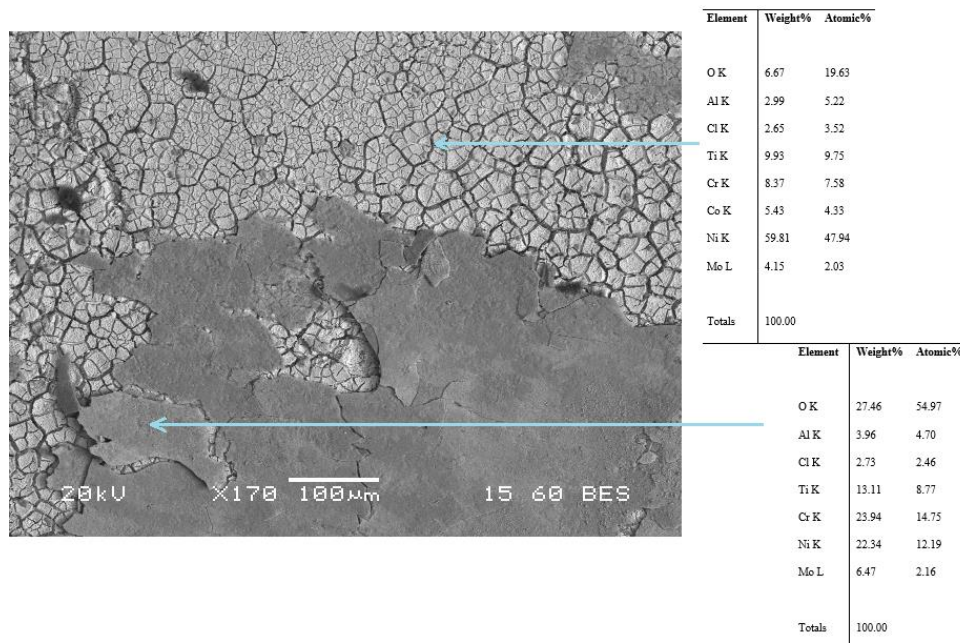 Element Weight% Atomic%
O K 6.67 19.63
Al K 2.99 5.22
Cl K 2.65 3.52
Ti K 9.93 9.75
Cr K 8.37 7.58
Co K 5.43 4.33
Ni K 59.81 47.94
Mo L 4.15 2.03
Totals 100.00
Element Weight% Atomic%
O K 27.46 54.97
Al K 3.96 4.70
Cl K 2.73 2.46
Ti K 13.11 8.77
Cr K 23.94 14.75
Ni K 22.34 12.19
Mo L 6.47 2.16
Totals 100.00
20kV X170 100µm 15 60 BES